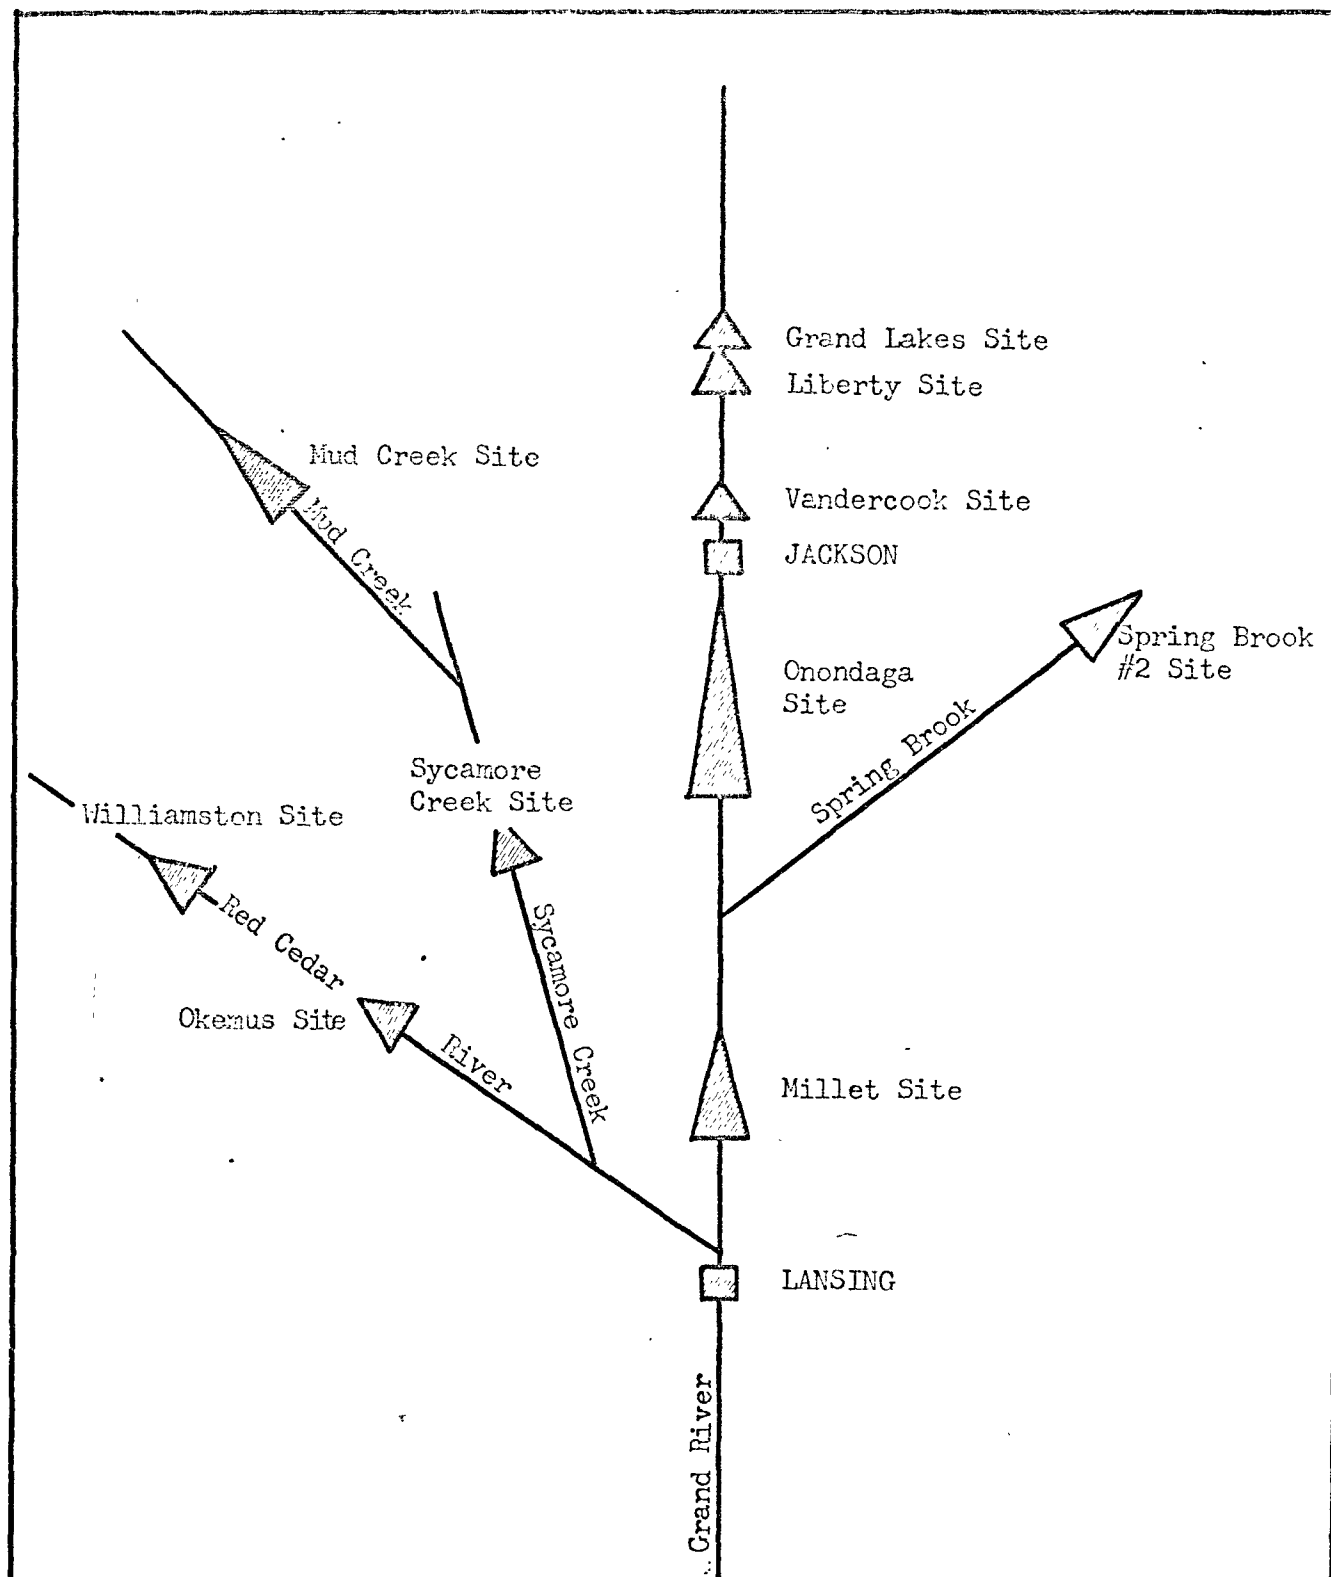 Grand Lakes Site
Liberty Site
Mud Creek Site
Vandercook Site
Mud Creek
JACKSON
Spring Brook
#2 Site
Onondaga
Site
Spring Brook
Sycamore
Creek Site
Williamston Site
Red Cedar
River
Sycamore Creek
Okemus Site
Millet Site
LANSING
Grand River